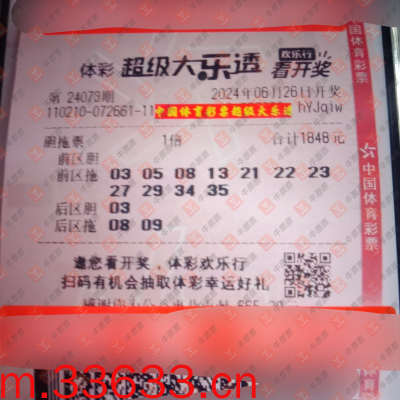 体彩 超级大乐透 欢乐行 看开奖
第 24073期 2024年06月26日开奖
110210-072661-11 中国体育彩票超级大乐透 hYJqiw
胆拖票 1倍 合计1848元
前区胆
前区拖 03 05 08 13 21 22 23
27 29 34 35
后区胆 03
后区拖 08 09
邀您看开奖，体彩欢乐行
扫码有机会抽取体彩幸运好礼
国体育彩票
中国体育彩票
m.33633.cn
育